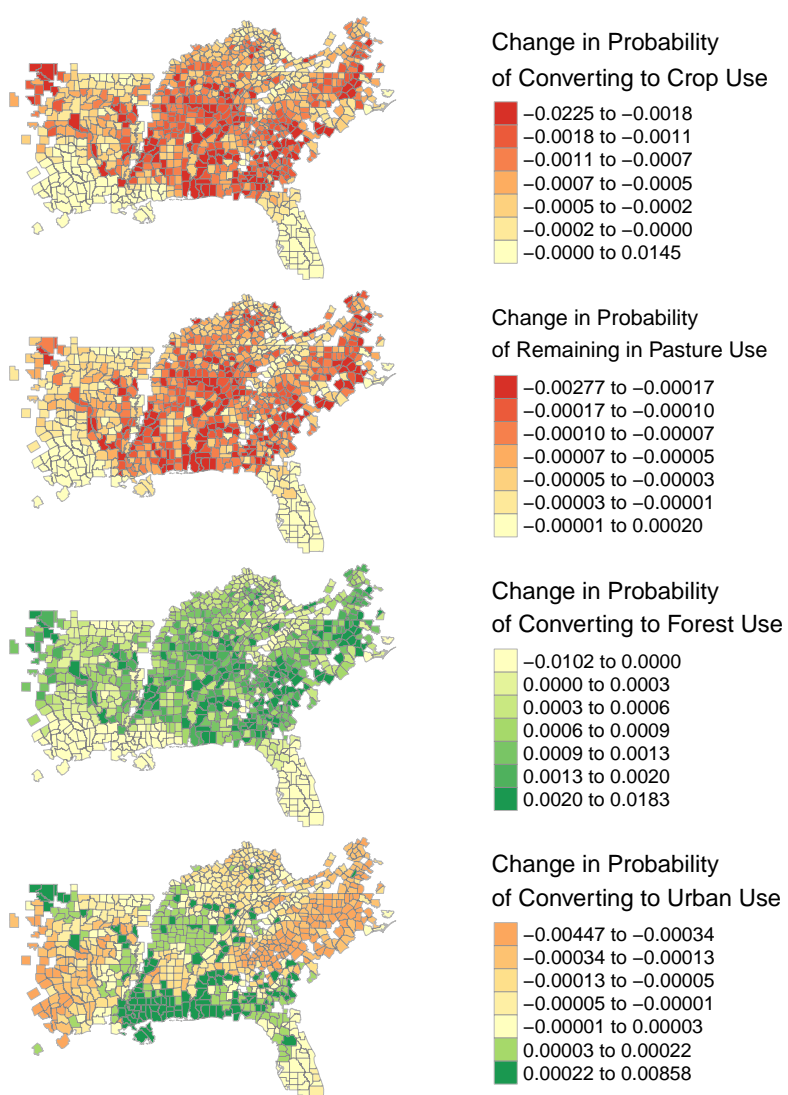 Change in Probability
of Converting to Crop Use
−0.0225 to −0.0018
−0.0018 to −0.0011
−0.0011 to −0.0007
−0.0007 to −0.0005
−0.0005 to −0.0002
−0.0002 to −0.0000
−0.0000 to 0.0145
Change in Probability
of Remaining in Pasture Use
−0.00277 to −0.00017
−0.00017 to −0.00010
−0.00010 to −0.00007
−0.00007 to −0.00005
−0.00005 to −0.00003
−0.00003 to −0.00001
−0.00001 to 0.00020
Change in Probability
of Converting to Forest Use
−0.0102 to 0.0000
0.0000 to 0.0003
0.0003 to 0.0006
0.0006 to 0.0009
0.0009 to 0.0013
0.0013 to 0.0020
0.0020 to 0.0183
Change in Probability
of Converting to Urban Use
−0.00447 to −0.00034
−0.00034 to −0.00013
−0.00013 to −0.00005
−0.00005 to −0.00001
−0.00001 to 0.00003
0.00003 to 0.00022
0.00022 to 0.00858